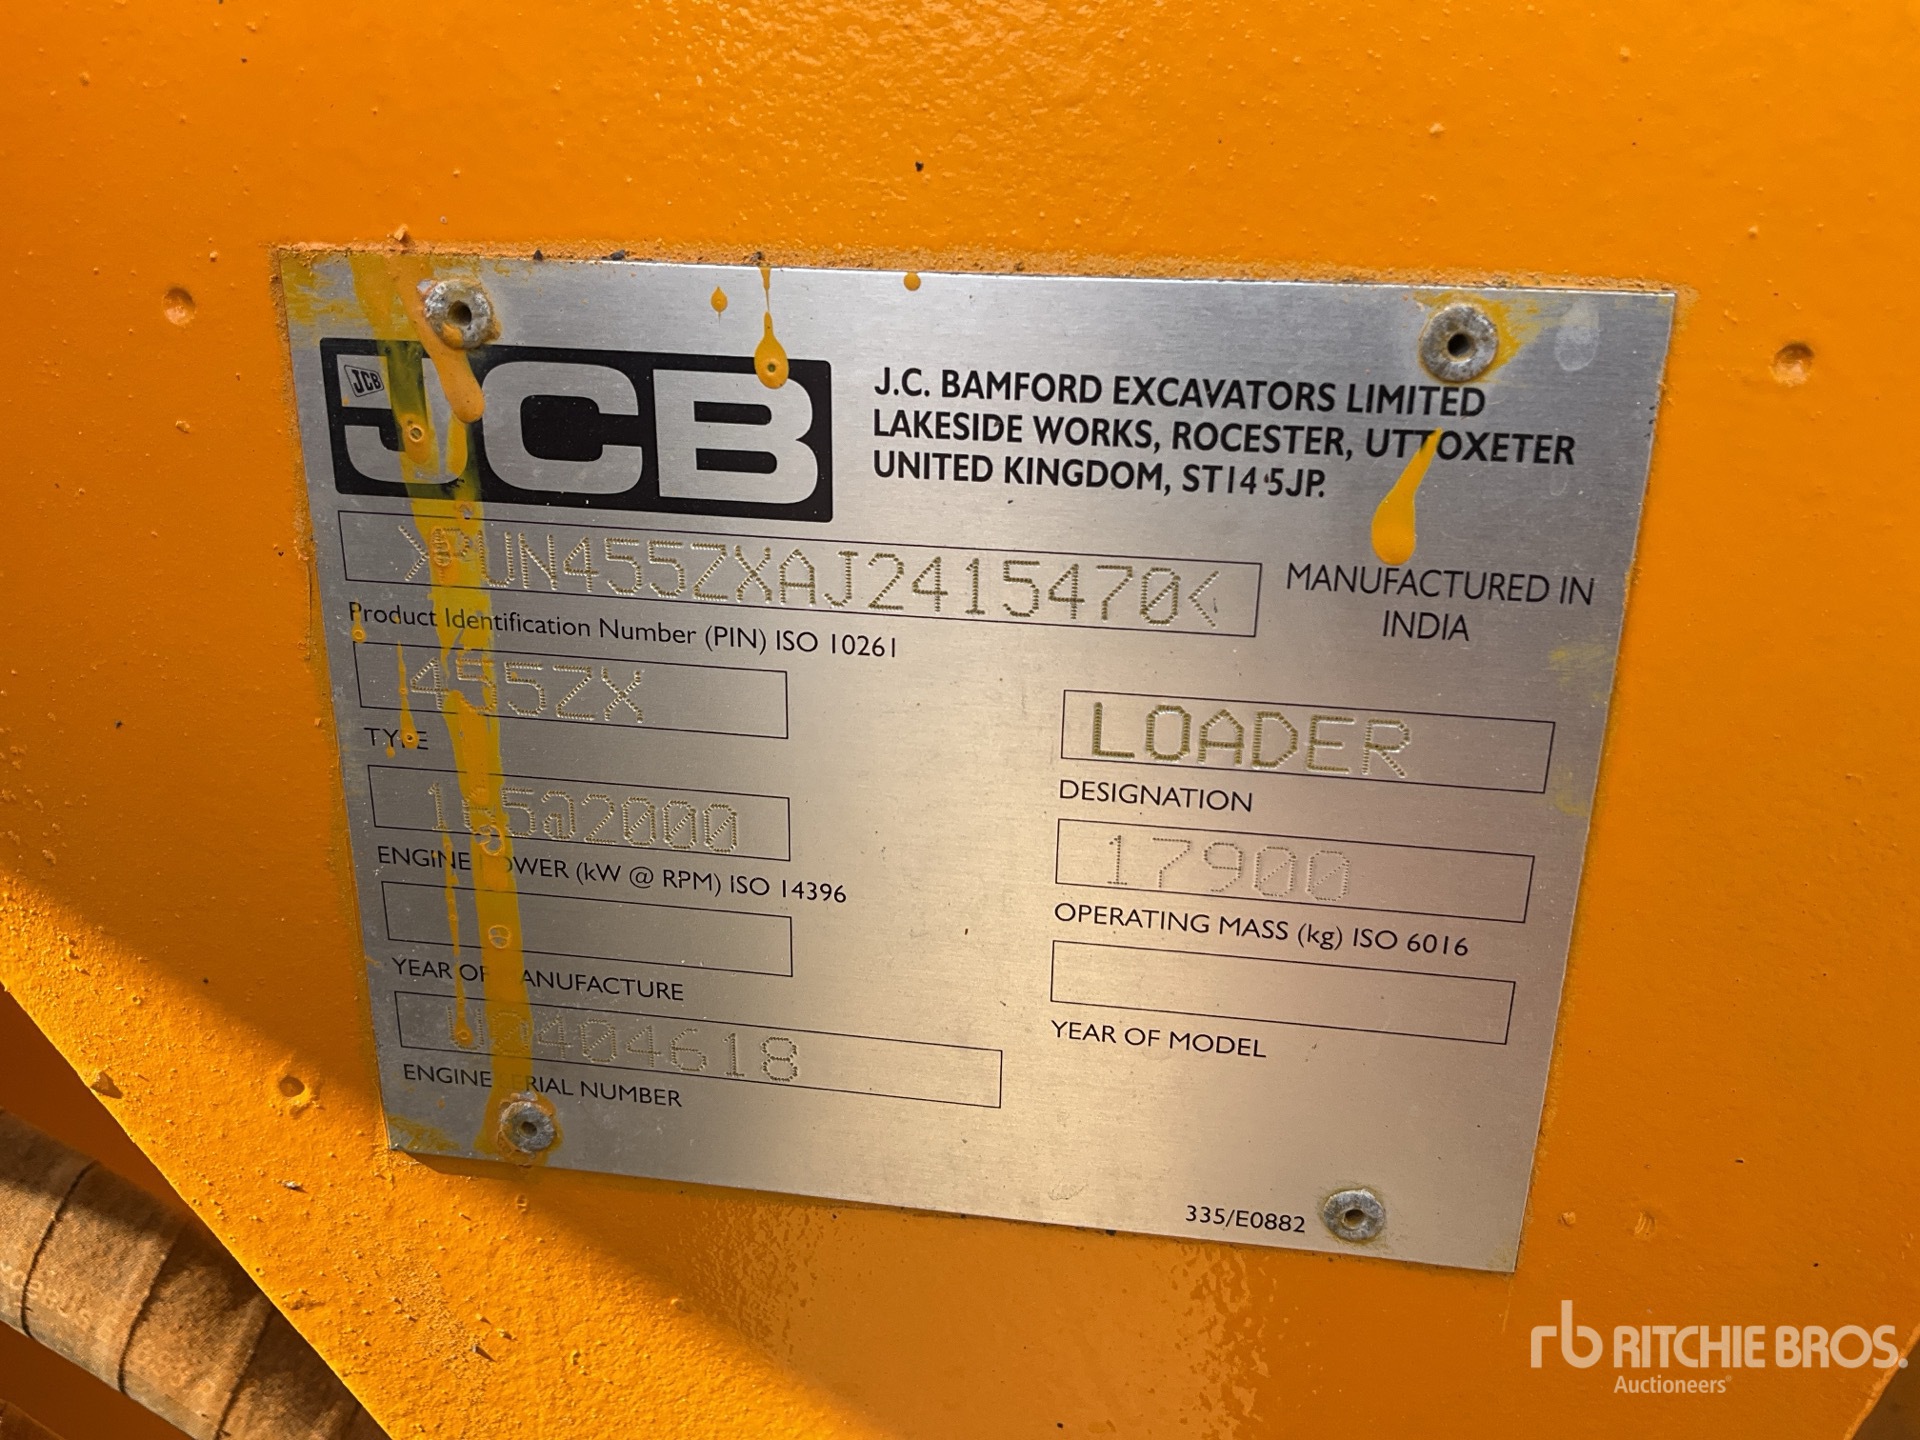 JCB
JCB
J.C. BAMFORD EXCAVATORS LIMITED
LAKESIDE WORKS, ROCESTER, UTTOXETER
UNITED KINGDOM, ST14 5JP.
>PUN455ZXAJ2415470<
Product Identification Number (PIN) ISO 10261
MANUFACTURED IN
INDIA
455ZX
TYPE
LOADER
DESIGNATION
ENGINE POWER (kW @ RPM) ISO 14396
17900
OPERATING MASS (kg) ISO 6016
YEAR OF MANUFACTURE
YEAR OF MODEL
ENGINE SERIAL NUMBER
335/E0882
rb RITCHIE BROS.
Auctioneers